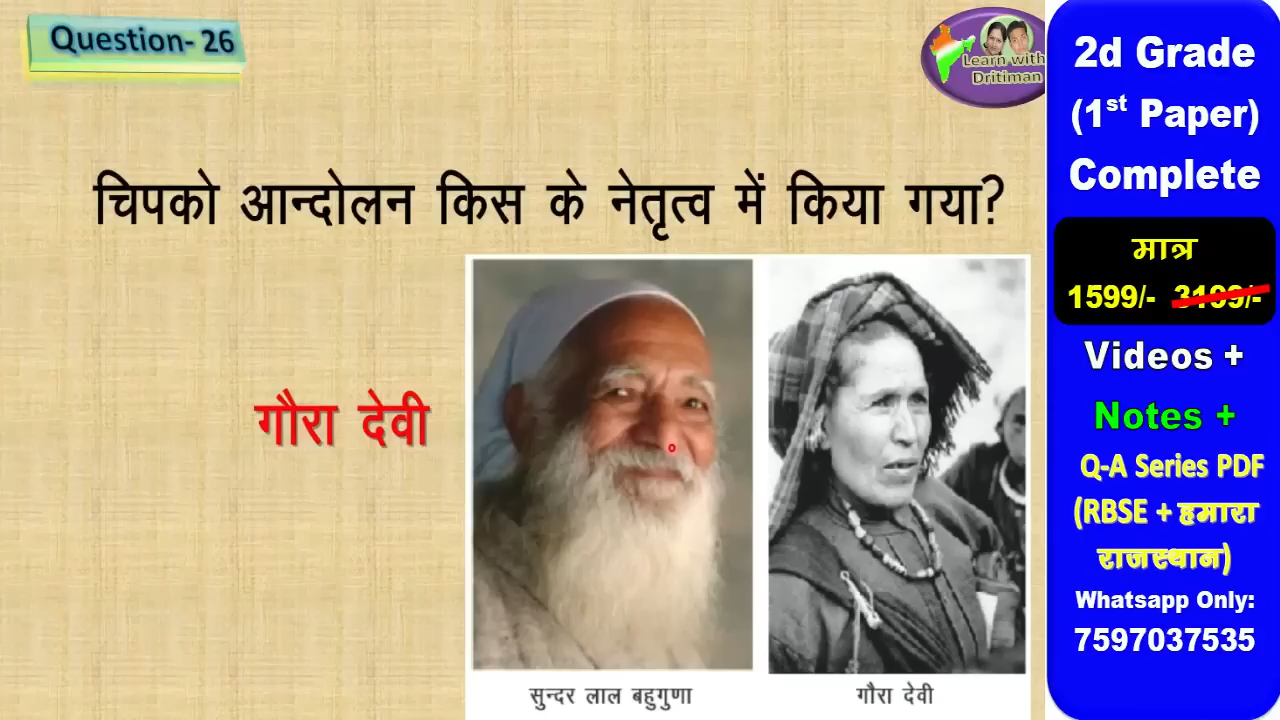 Question- 26
Learn with
Dritiman
चिपको आन्दोलन किस के नेतृत्व में किया गया?
गौरा देवी
सुन्दर लाल बहुगुणा
गौरा देवी
2d Grade
(1st Paper)
Complete
मात्र
1599/- 3199/-
Videos +
Notes +
Q-A Series PDF
(RBSE + हमारा
राजस्थान)
Whatsapp Only:
7597037535